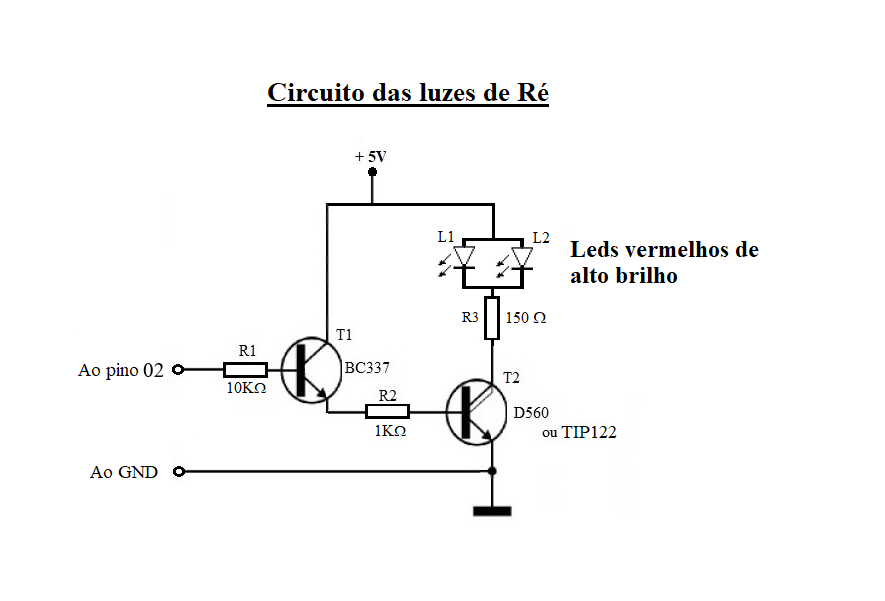 Circuito das luzes de Ré
+ 5V
L1
L2
Leds vermelhos de
alto brilho
R3
150 Ω
T1
R1
Ao pino 02
BC337
10KΩ
T2
R2
D560
1KΩ
ou TIP122
Ao GND